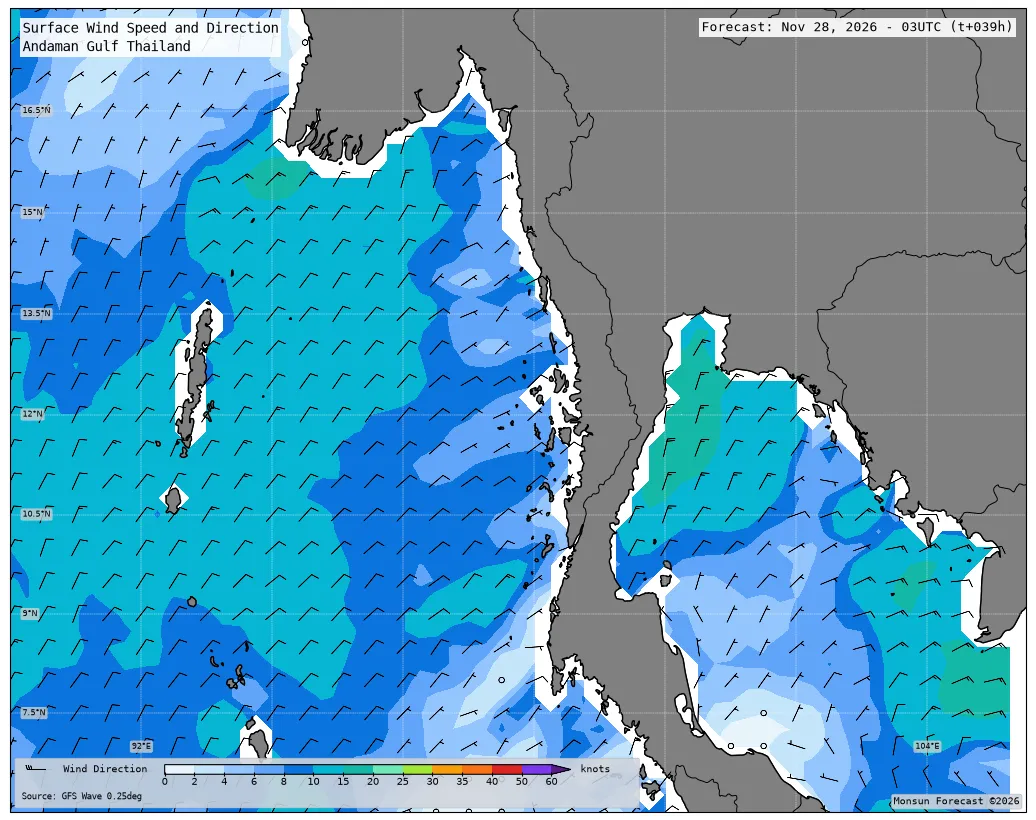 Surface Wind Speed and Direction
Andaman Gulf Thailand
Forecast: Nov 28, 2026 - 03UTC (t+039h)
16.5°N
15°N
13.5°N
12°N
10.5°N
9°N
7.5°N
92°E
104°E
Wind Direction
0 2 4 6 8 10 15 20 25 30 35 40 50 60
knots
Source: GFS Wave 0.25deg
Monsun Forecast ©2026